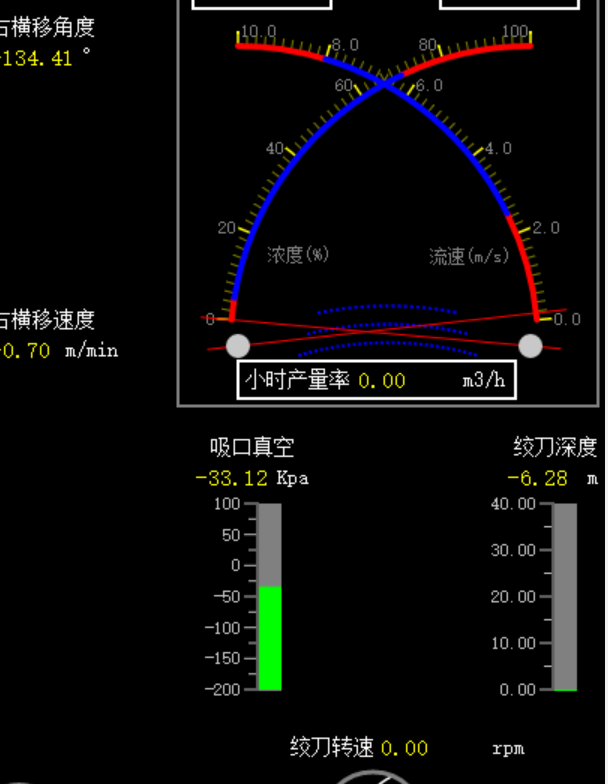 右横移角度
-134.41 °
10.0 8.0 80 100
60 6.0
40 4.0
20 2.0
浓度(%) 流速(m/s)
0 0.0
右横移速度
-0.70 m/min
小时产量率 0.00 m3/h
吸口真空 绞刀深度
-33.12 Kpa -6.28 m
100 40.00
50
0 30.00
-50 20.00
-100 10.00
-150
-200 0.00
绞刀转速 0.00 rpm